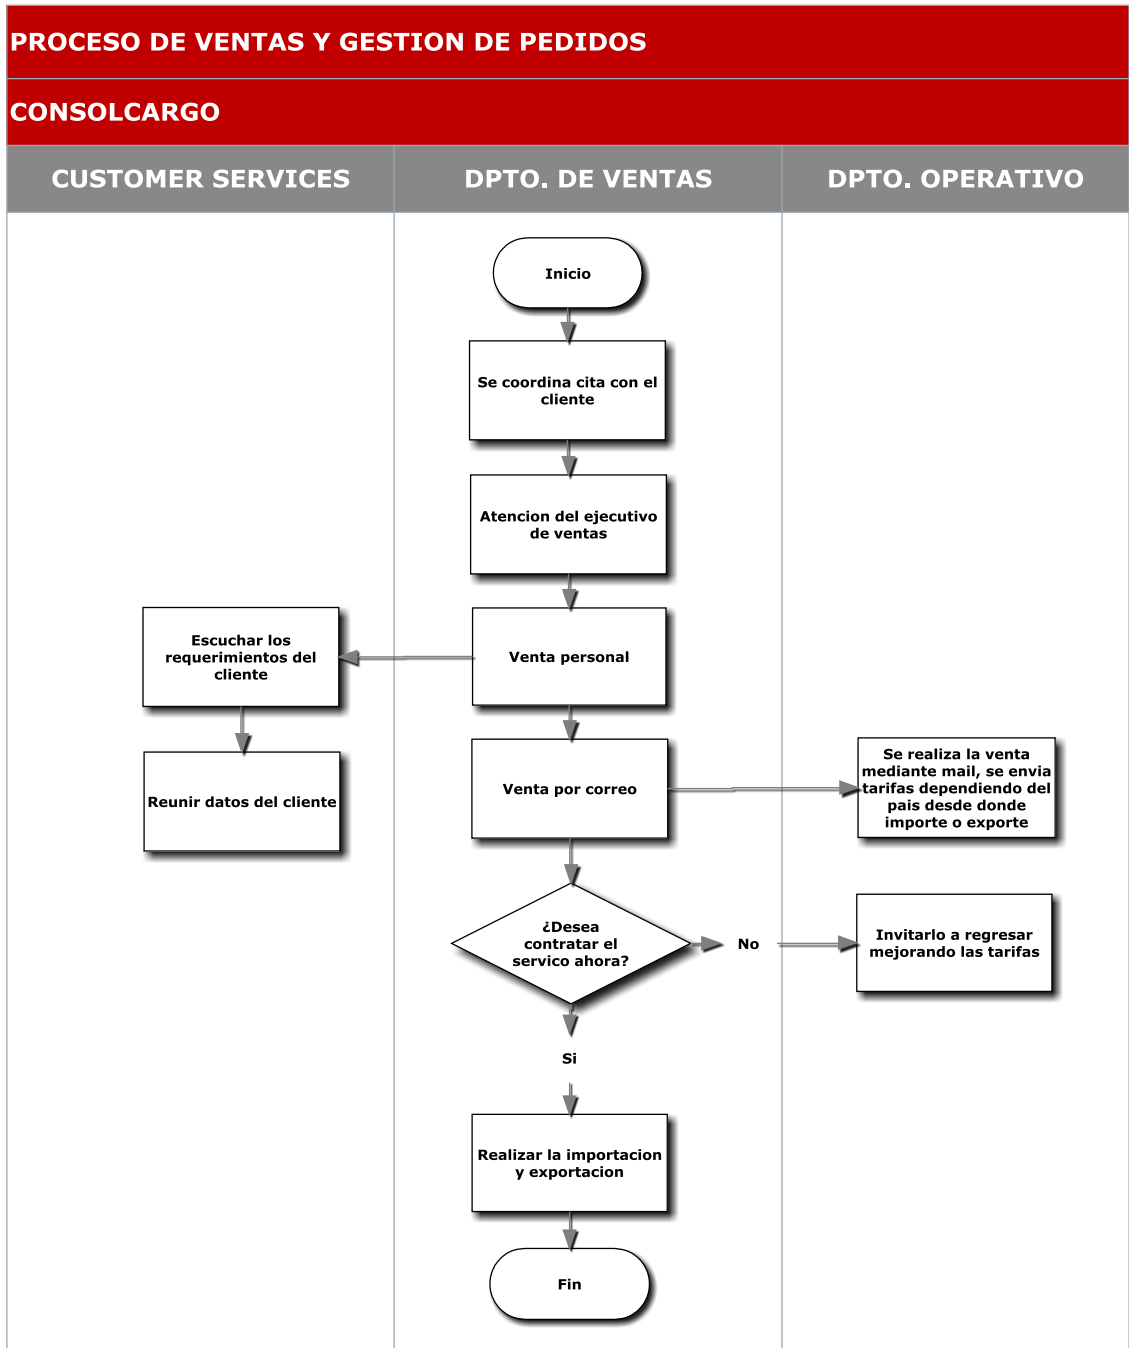 PROCESO DE VENTAS Y GESTION DE PEDIDOS
CONSOLCARGO
CUSTOMER SERVICES
DPTO. DE VENTAS
DPTO. OPERATIVO
Inicio
Se coordina cita con el
cliente
Atencion del ejecutivo
de ventas
Escuchar los
requerimientos del
cliente
Venta personal
Reunir datos del cliente
Venta por correo
Se realiza la venta
mediante mail, se envia
tarifas dependiendo del
pais desde donde
importe o exporte
¿Desea
contratar el
servico ahora?
No
Invitarlo a regresar
mejorando las tarifas
Si
Realizar la importacion
y exportacion
Fin